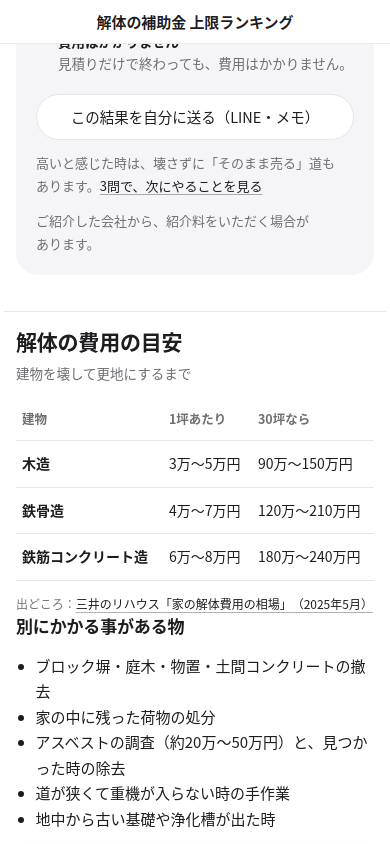 解体の補助金 上限ランキング
費用はかかりません
見積りだけで終わっても、費用はかかりません。
この結果を自分に送る（LINE・メモ）
高いと感じた時は、壊さずに「そのまま売る」道も
あります。3問で、次にやることを見る
ご紹介した会社から、紹介料をいただく場合が
あります。
解体の費用の目安
建物を壊して更地にするまで
建物 1坪あたり 30坪なら
木造 3万〜5万円 90万〜150万円
鉄骨造 4万〜7万円 120万〜210万円
鉄筋コンクリート造 6万〜8万円 180万〜240万円
出どころ：三井のリハウス「家の解体費用の相場」（2025年5月）
別にかかる事がある物
• ブロック塀・庭木・物置・土間コンクリートの撤
去
• 家の中に残った荷物の処分
• アスベストの調査（約20万〜50万円）と、見つか
った時の除去
• 道が狭くて重機が入らない時の手作業
• 地中から古い基礎や浄化槽が出た時